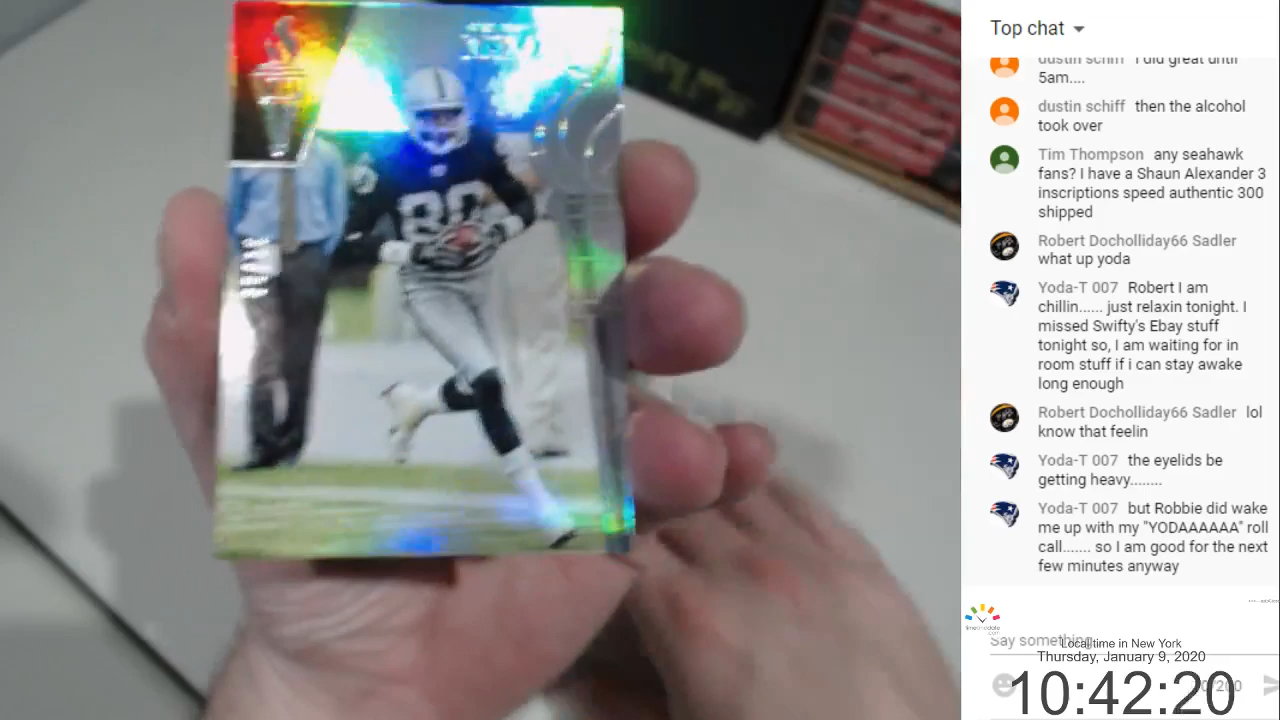 80
Top chat
dustin schiff I did great until
5am....
dustin schiff then the alcohol
took over
Tim Thompson any seahawk
fans? I have a Shaun Alexander 3
inscriptions speed authentic 300
shipped
Robert Docholliday66 Sadler
what up yoda
Yoda-T 007 Robert I am
chillin...... just relaxin tonight. I
missed Swifty's Ebay stuff
tonight so, I am waiting for in
room stuff if i can stay awake
long enough
Robert Docholliday66 Sadler lol
know that feelin
Yoda-T 007 the eyelids be
getting heavy........
Yoda-T 007 but Robbie did wake
me up with my "YODAAAAAA" roll
call....... so I am good for the next
few minutes anyway
Say something...
Local time in New York
Thursday, January 9, 2020
10:42:20